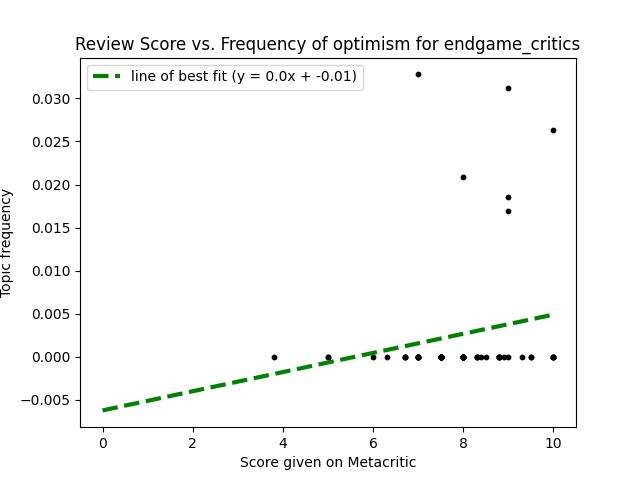 Review Score vs. Frequency of optimism for endgame_critics
line of best fit (y = 0.0x + -0.01)
0.030
0.025
0.020
0.015
0.010
0.005
0.000
−0.005
Topic frequency
0 2 4 6 8 10
Score given on Metacritic